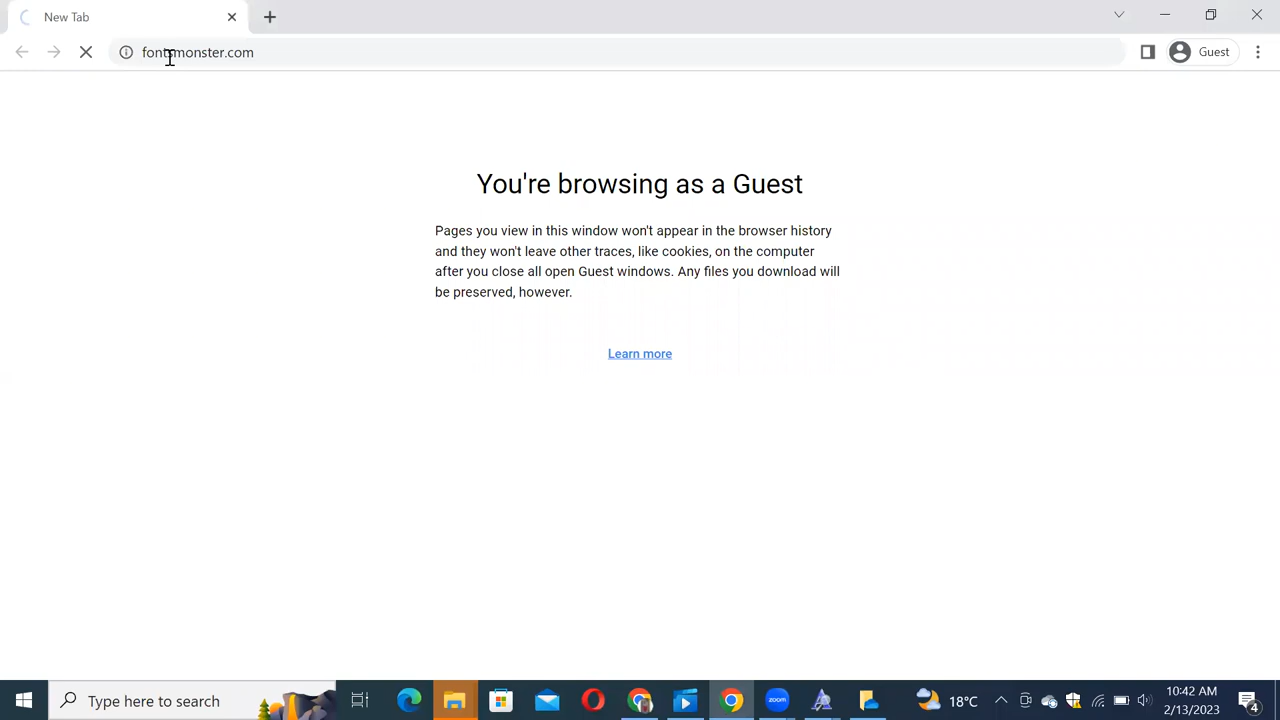 New Tab
fontsmonster.com
Guest
You're browsing as a Guest
Pages you view in this window won't appear in the browser history
and they won't leave other traces, like cookies, on the computer
after you close all open Guest windows. Any files you download will
be preserved, however.
Learn more
Type here to search
zoom
18°C
10:42 AM
2/13/2023
4